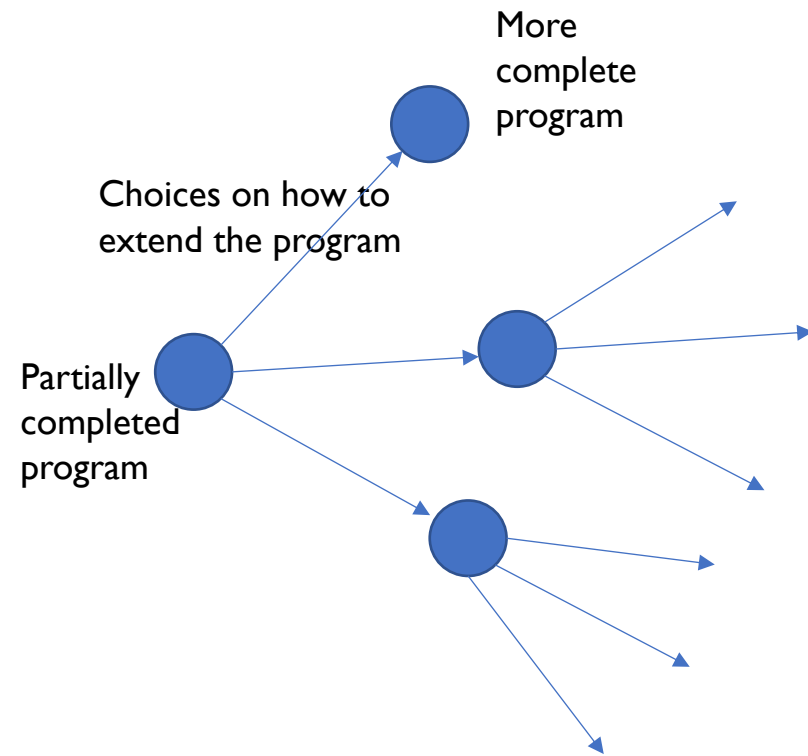 More
complete
program
Choices on how to
extend the program
Partially
completed
program